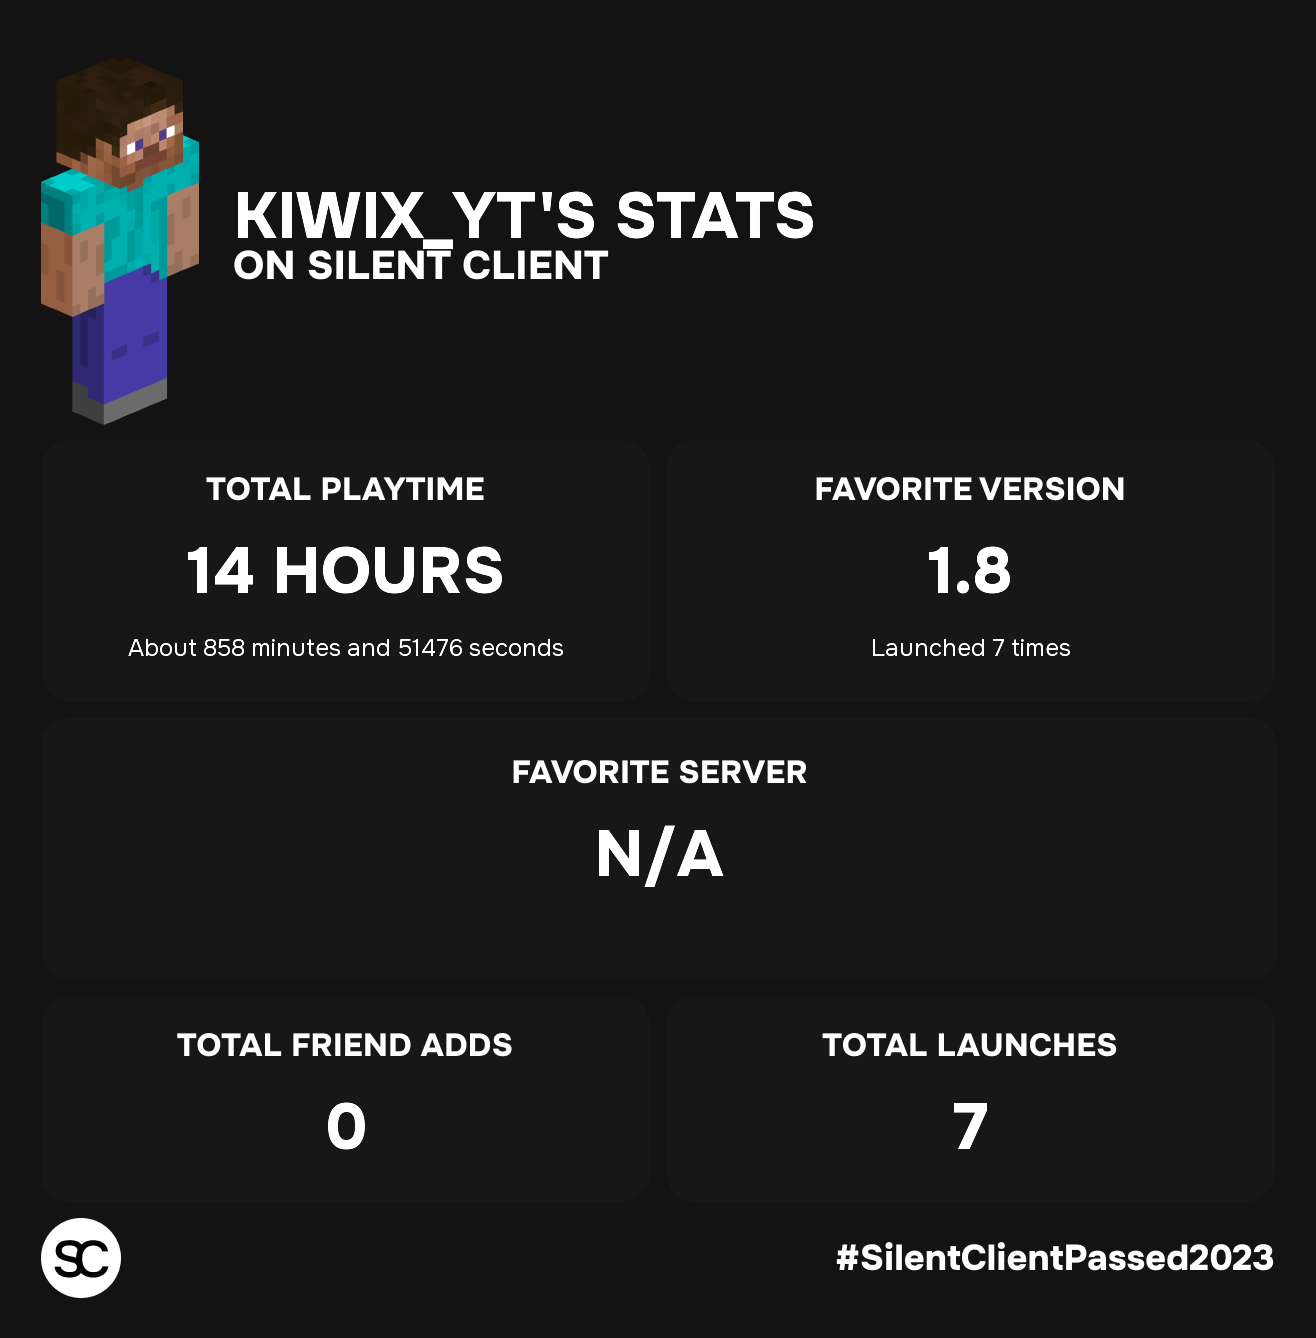 KIWIX_YT'S STATS
ON SILENT CLIENT
TOTAL PLAYTIME
14 HOURS
About 858 minutes and 51476 seconds
FAVORITE VERSION
1.8
Launched 7 times
FAVORITE SERVER
N/A
TOTAL FRIEND ADDS
0
TOTAL LAUNCHES
7
SC
#SilentClientPassed2023